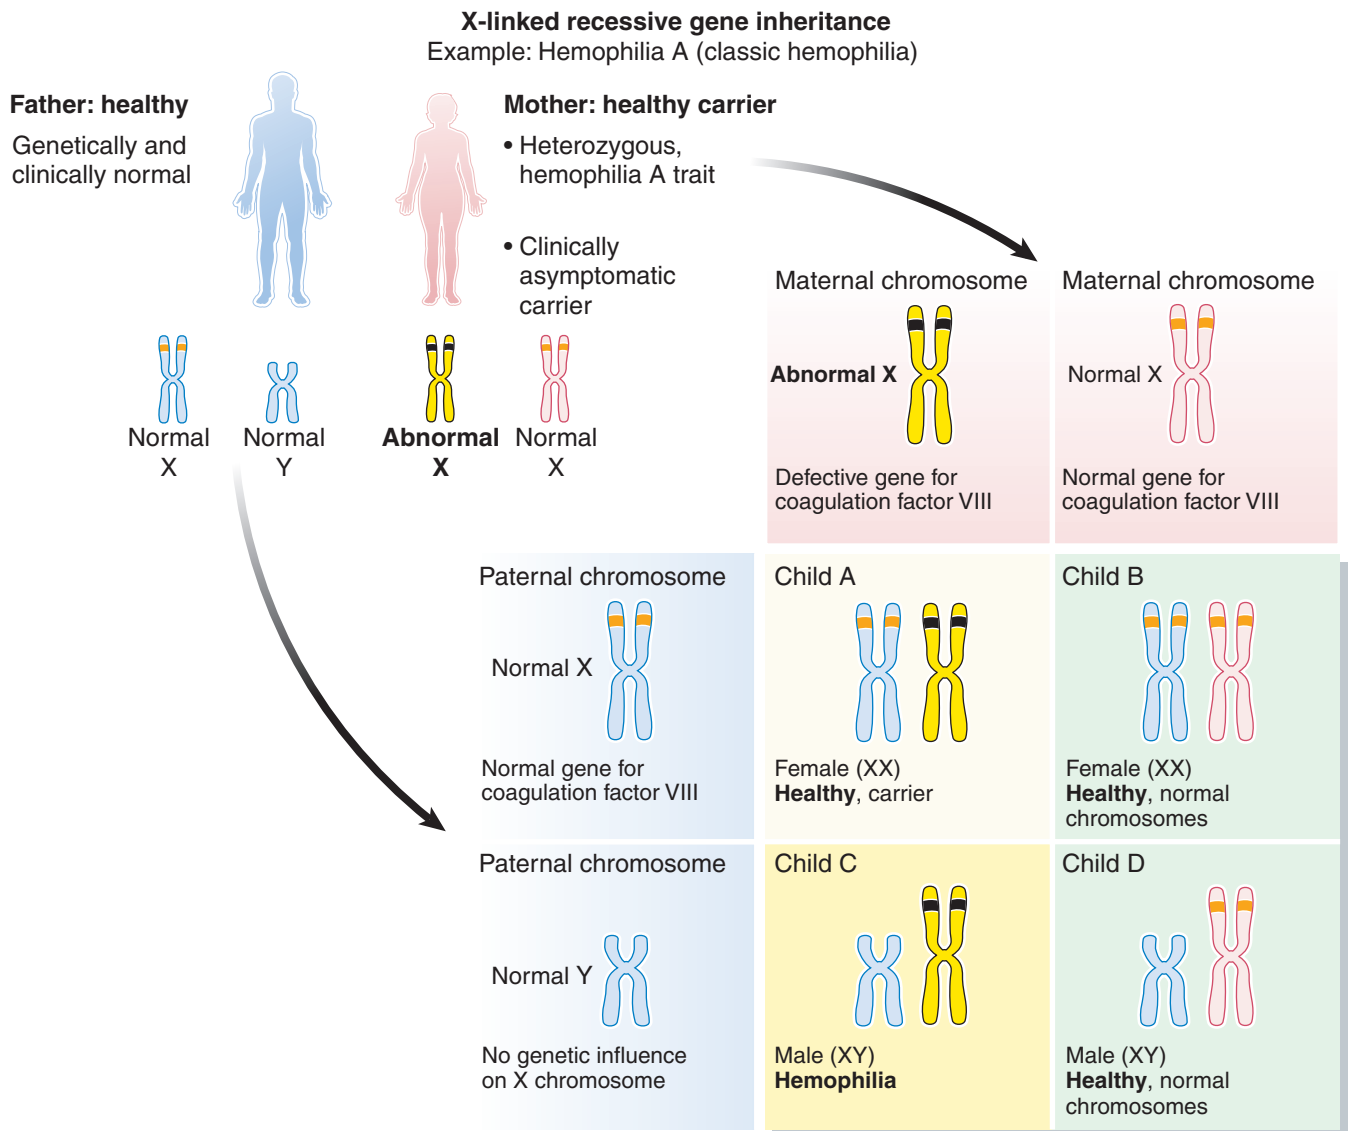 X-linked recessive gene inheritance
Example: Hemophilia A (classic hemophilia)
Father: healthy
Genetically and
clinically normal
Mother: healthy carrier
• Heterozygous,
hemophilia A trait
• Clinically
asymptomatic
carrier
Normal
X
Normal
Y
Abnormal
X
Normal
X
Maternal chromosome
Abnormal X
Defective gene for
coagulation factor VIII
Maternal chromosome
Normal X
Normal gene for
coagulation factor VIII
Paternal chromosome
Normal X
Normal gene for
coagulation factor VIII
Child A
Female (XX)
Healthy, carrier
Child B
Female (XX)
Healthy, normal
chromosomes
Paternal chromosome
Normal Y
No genetic influence
on X chromosome
Child C
Male (XY)
Hemophilia
Child D
Male (XY)
Healthy, normal
chromosomes